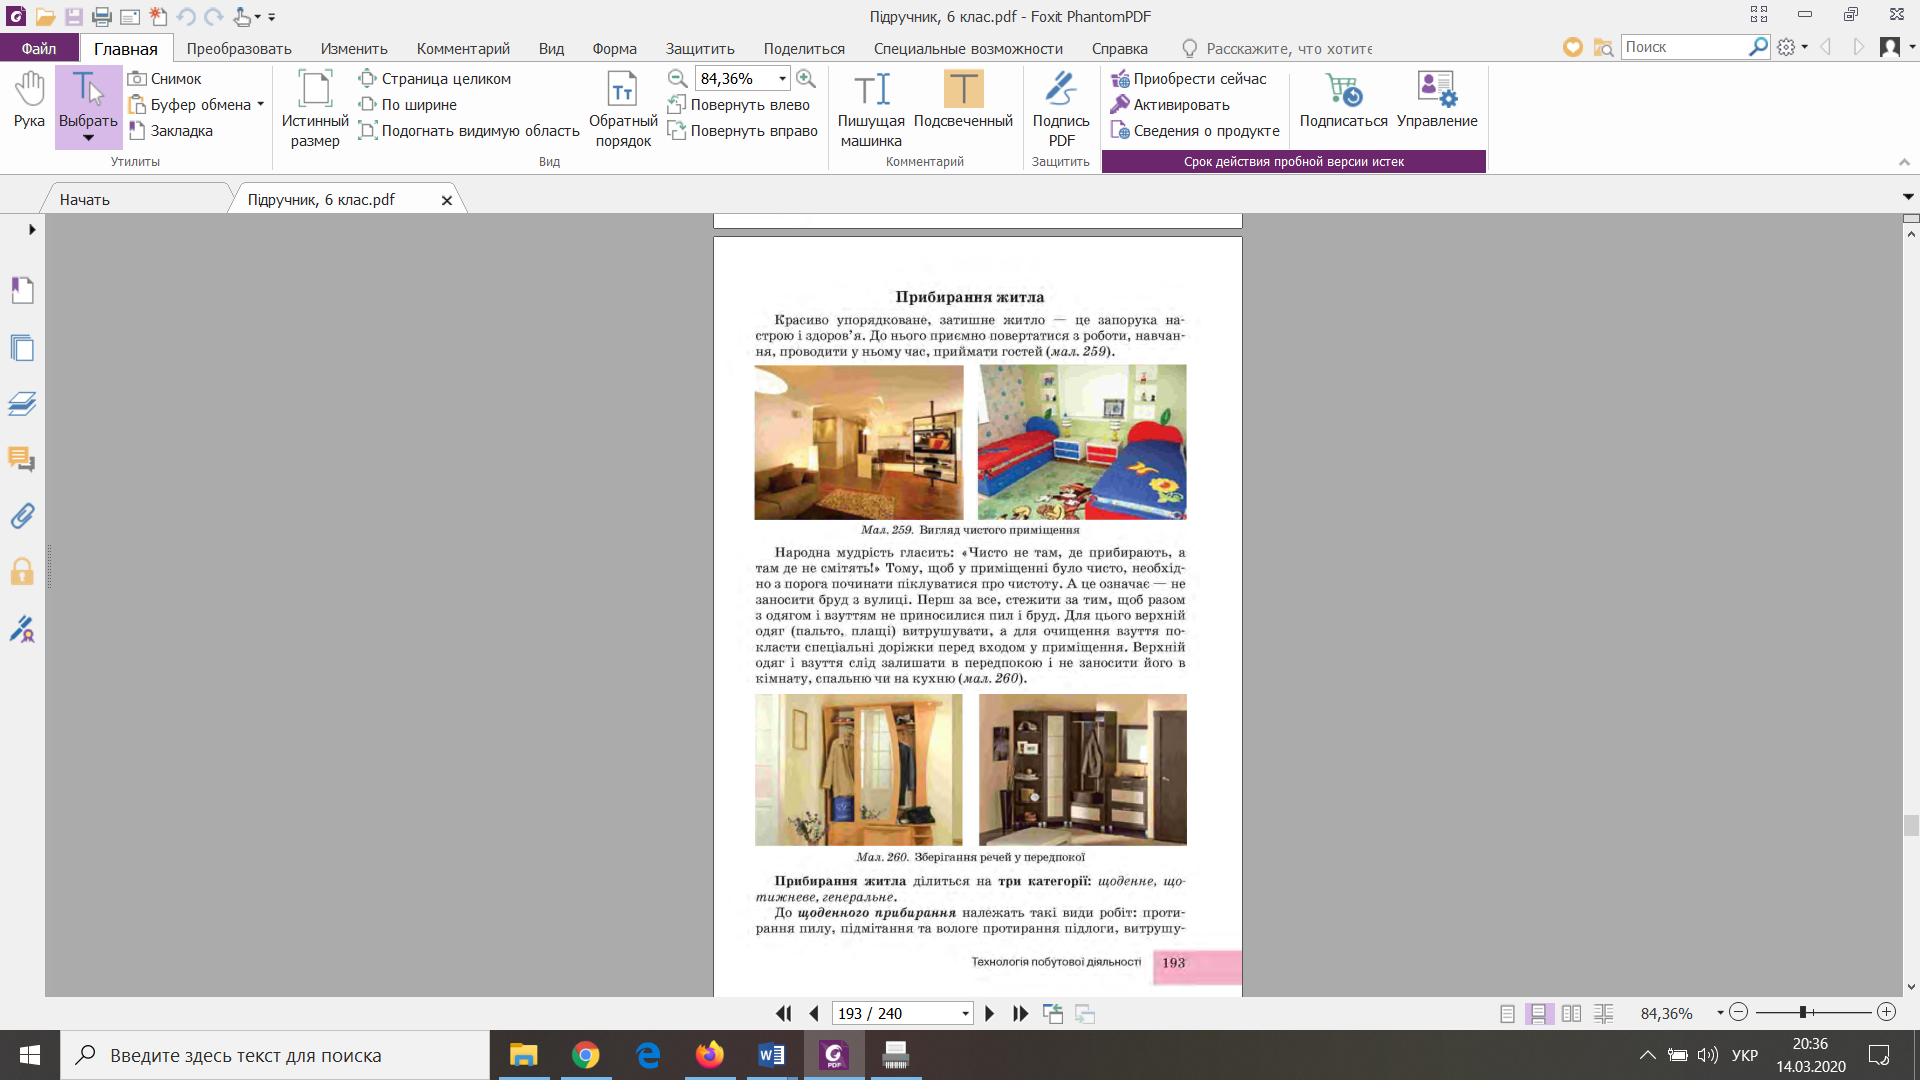 Підручник, 6 клас.pdf - Foxit PhantomPDF
Файл Главная Преобразовать Изменить Комментарий Вид Форма Защитить Поделиться Специальные возможности Справка Расскажите, что хотите Поиск
Рука
Выбрать
Снимок
Буфер обмена
Закладка
Утилиты
Истинный
размер
Страница целиком
По ширине
Подогнать видимую область
Обратный
порядок
84,36%
Повернуть влево
Повернуть вправо
Вид
Пишущая
машинка
Подсвеченный
Комментарий
Подпись
PDF
Защитить
Приобрести сейчас
Активировать
Сведения о продукте
Подписаться
Управление
Срок действия пробной версии истек
Начать
Підручник, 6 клас.pdf
Прибирання житла
Красиво упорядковане, затишне житло — це запорука на-
строю і здоров’я. До нього приємно повертатися з роботи, навчан-
ня, проводити у ньому час, приймати гостей (мал. 259).
Мал. 259. Вигляд чистого приміщення
Народна мудрість гласить: «Чисто не там, де прибирають, а
там де не смітять!» Тому, щоб у приміщенні було чисто, необхід-
но з порога починати піклуватися про чистоту. А це означає — не
заносити бруд з вулиці. Перш за все, стежити за тим, щоб разом
з одягом і взуттям не приносилися пил і бруд. Для цього верхній
одяг (пальто, плащі) витрушувати, а для очищення взуття по-
класти спеціальні доріжки перед входом у приміщення. Верхній
одяг і взуття слід залишати в передпокою і не заносити його в
кімнату, спальню чи на кухню (мал. 260).
Мал. 260. Зберігання речей у передпокої
Прибирання житла ділиться на три категорії: щоденне, що-
тижневе, генеральне.
До щоденного прибирання належать такі види робіт: проти-
рання пилу, підмітання та вологе протирання підлоги, витрушу-
Технологія побутової діяльності 193
193 / 240
84,36%
Введите здесь текст для поиска
УКР
20:36
14.03.2020